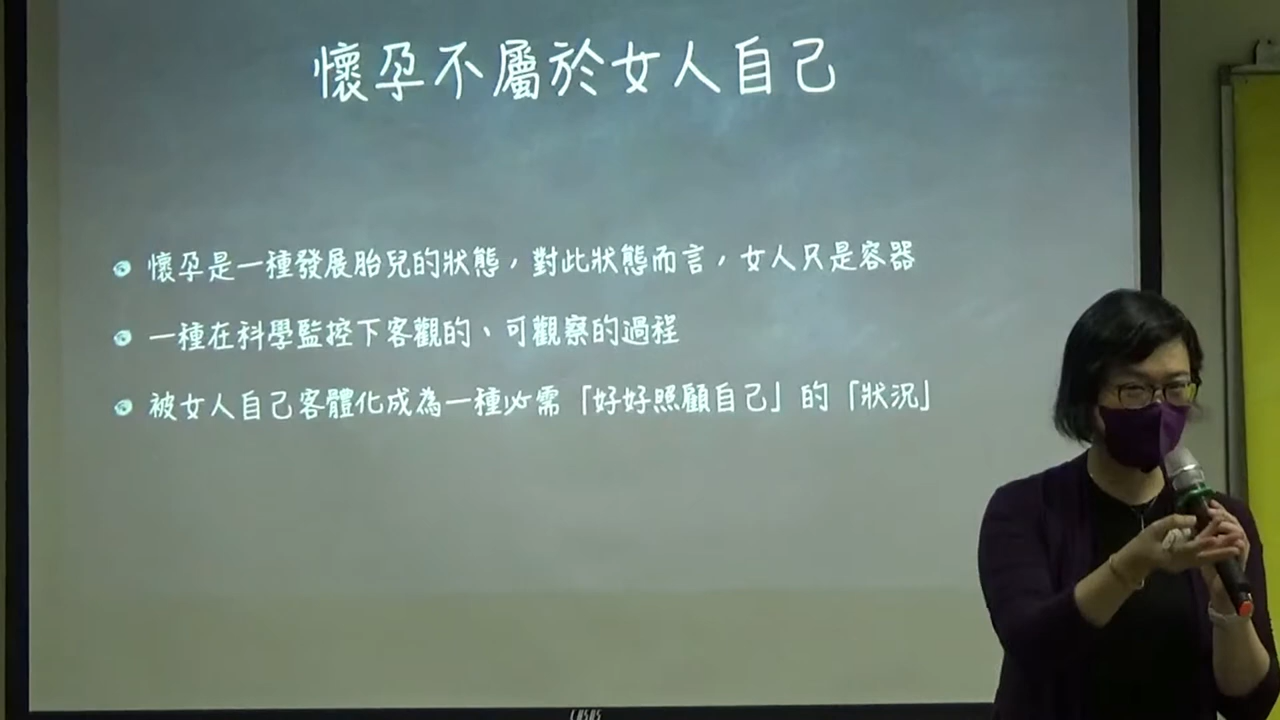 懷孕不屬於女人自己
懷孕是一種發展胎兒的狀態，對此狀態而言，女人只是容器
一種在科學監控下客觀的、可觀察的過程
被女人自己客體化成為一種必需「好好照顧自己」的「狀況」